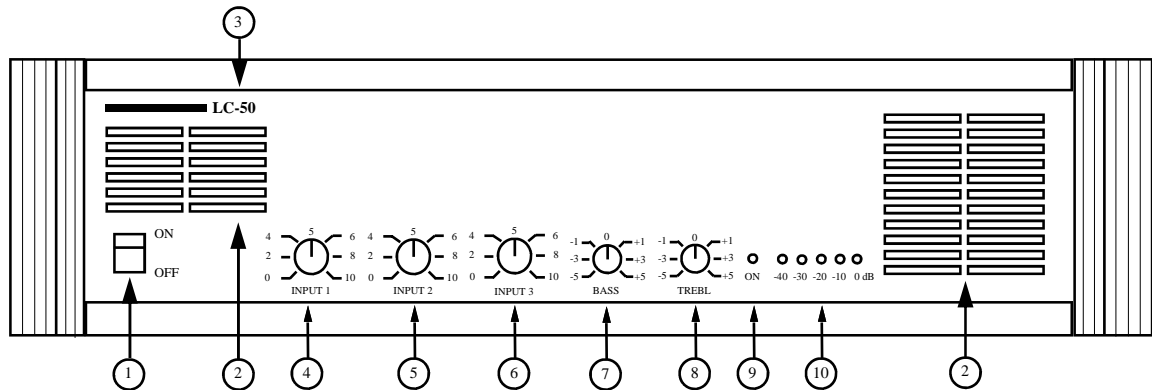 3
LC-50
ON
OFF
4 5 6
2 8
0 10
INPUT 1
4 5 6
2 8
0 10
INPUT 2
4 5 6
2 8
0 10
INPUT 3
-1 0 +1
-3 +3
-5 +5
BASS
-1 0 +1
-3 +3
-5 +5
TREBL
ON
-40 -30 -20 -10 0 dB
1 2 4 5 6 7 8 9 10 2